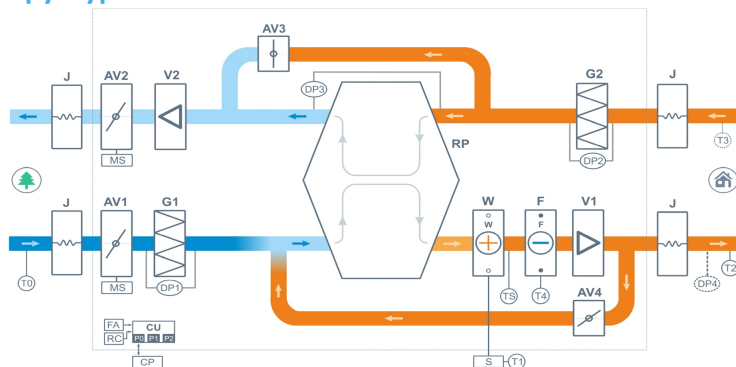 AV3
J
AV2
V2
G2
J
DP3
RP
MS
DP2
T3
J
AV1
G1
W
F
V1
J
W
F
T0
MS
DP1
TS
T4
AV4
DP4
T2
FA
RC
CU
P0 P1 P2
CP
S
T1